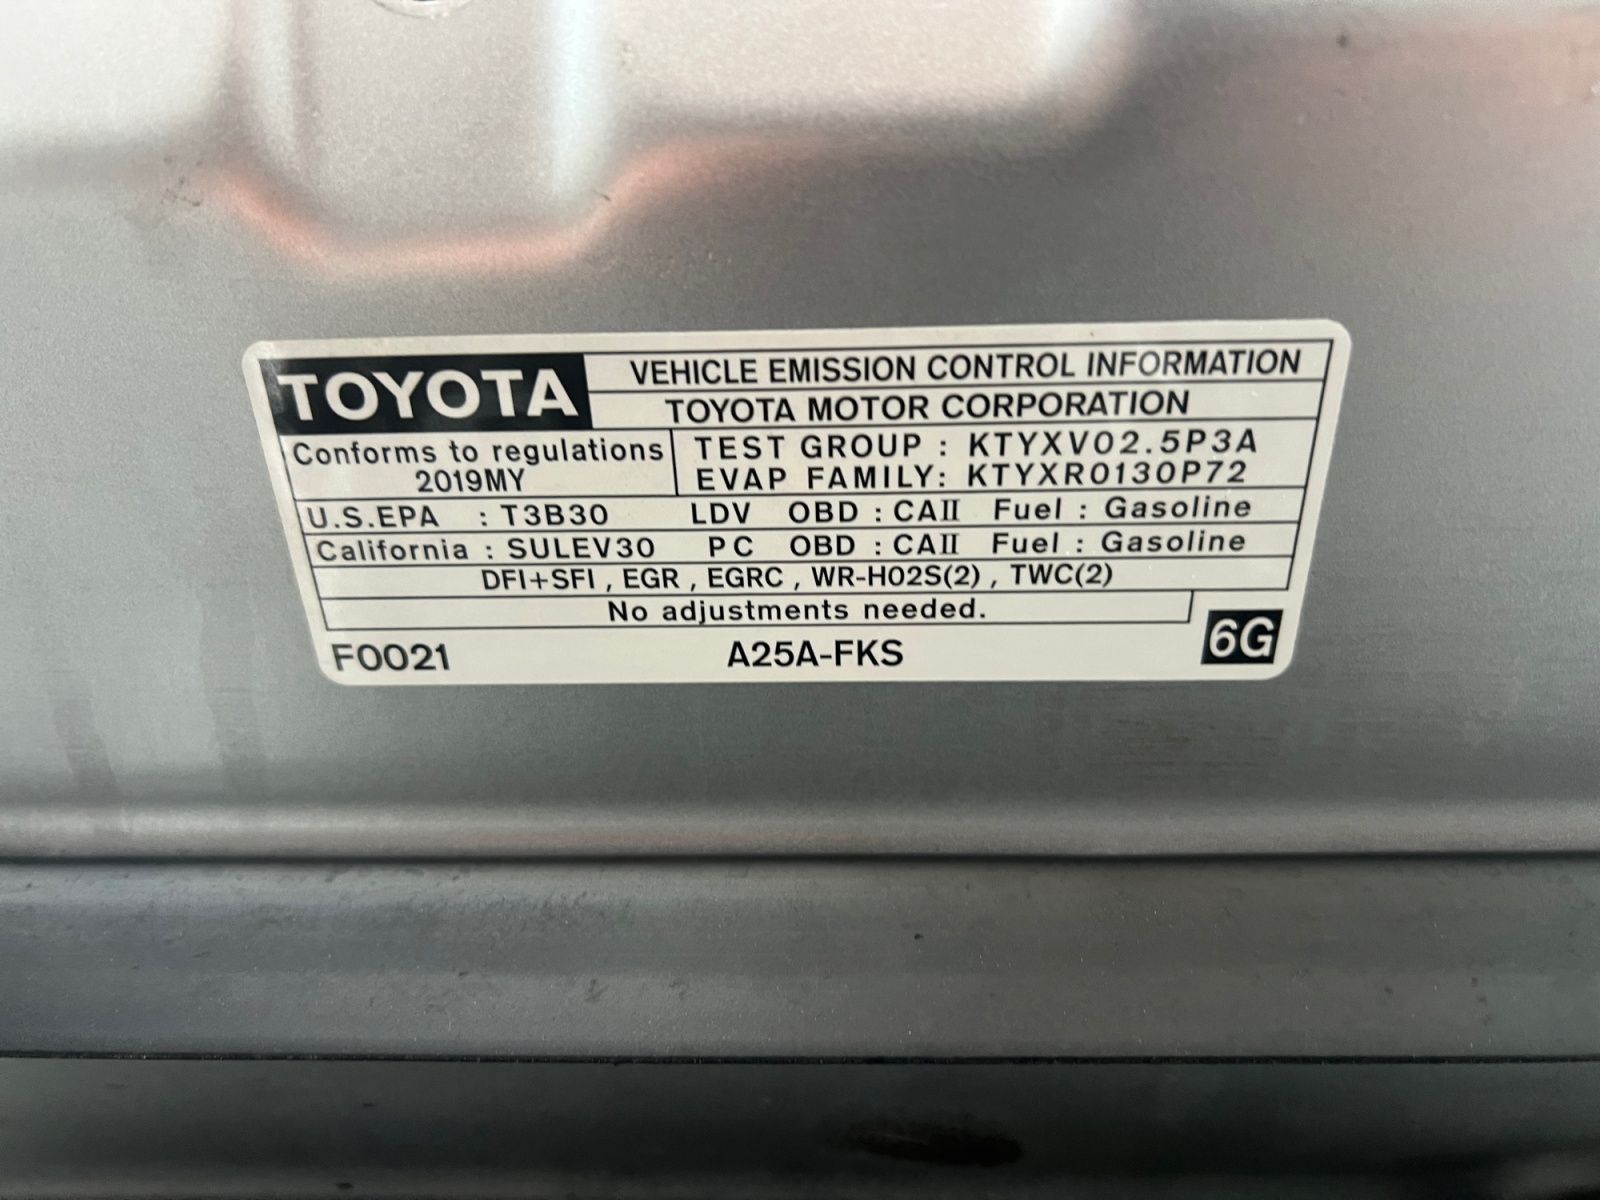 TOYOTA VEHICLE EMISSION CONTROL INFORMATION
TOYOTA MOTOR CORPORATION
Conforms to regulations
2019MY
TEST GROUP : KTYXV02.5P3A
EVAP FAMILY: KTYXR0130P72
U.S.EPA : T3B30 LDV OBD : CAII Fuel : Gasoline
California : SULEV30 PC OBD : CAII Fuel : Gasoline
DFI+SFI , EGR , EGRC , WR-HO2S(2) , TWC(2)
No adjustments needed.
F0021 A25A-FKS 6G